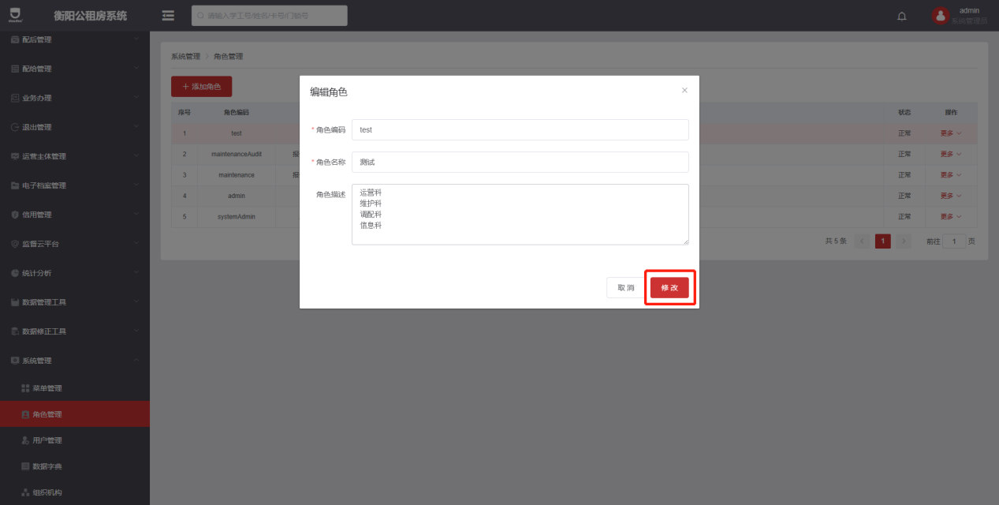 衡阳公租房系统
请输入学工号/姓名/卡号/门锁号
admin
系统管理员
配后管理
配给管理
业务办理
退出管理
运营主体管理
电子档案管理
信用管理
监督云平台
统计分析
数据管理工具
数据修正工具
系统管理
菜单管理
角色管理
用户管理
数据字典
组织机构
系统管理 > 角色管理
+ 添加角色
序号 角色编码 状态 操作
1 test 正常 更多
2 maintenanceAudit 报 正常 更多
3 maintenance 报 正常 更多
4 admin 正常 更多
5 systemAdmin 正常 更多
共 5 条 < 1 > 前往 1 页
编辑角色
* 角色编码 test
* 角色名称 测试
角色描述 运营科
维护科
调配科
信息科
取 消 修 改